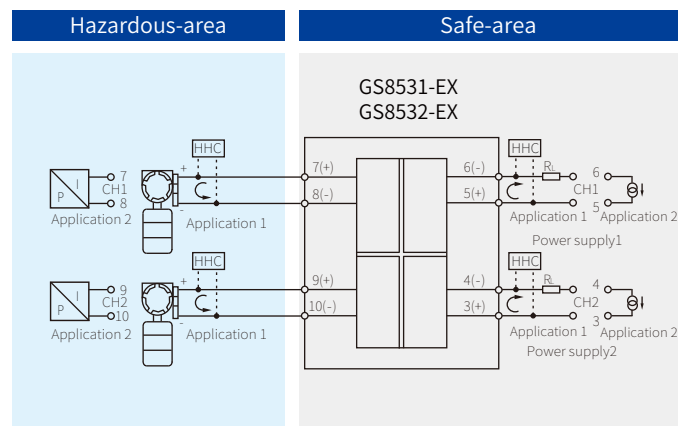 Hazardous-area
Safe-area
GS8531-EX
GS8532-EX
HHC
HHC
I
P
7
CH1
8
+
-
7(+)
8(-)
6(-)
5(+)
RL
6
CH1
5
Application 2
Application 1
Application 1
Application 2
Power supply1
HHC
HHC
I
P
9
CH2
10
+
-
9(+)
10(-)
4(-)
3(+)
RL
4
CH2
3
Application 2
Application 1
Application 1
Application 2
Power supply2